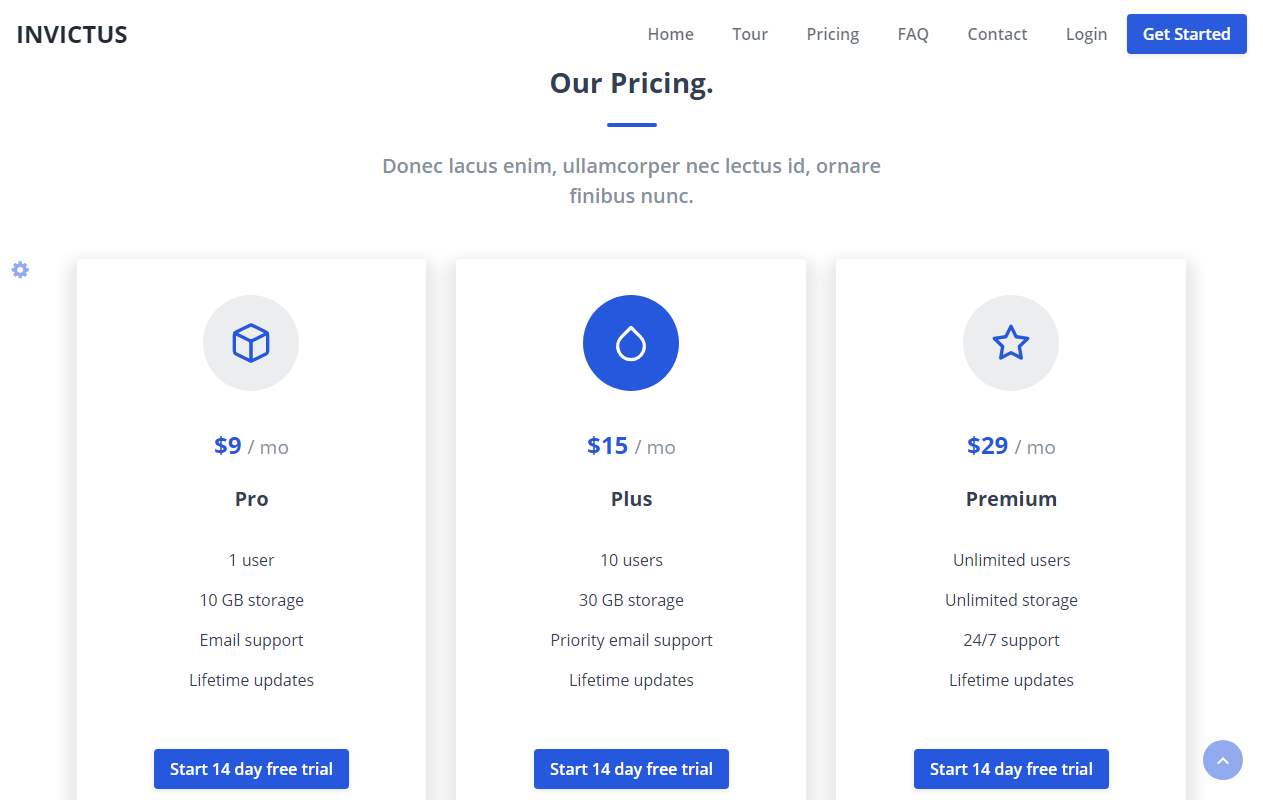 INVICTUS
Home
Tour
Pricing
FAQ
Contact
Login
Get Started
Our Pricing.
Donec lacus enim, ullamcorper nec lectus id, ornare
finibus nunc.
$9 / mo
Pro
1 user
10 GB storage
Email support
Lifetime updates
Start 14 day free trial
$15 / mo
Plus
10 users
30 GB storage
Priority email support
Lifetime updates
Start 14 day free trial
$29 / mo
Premium
Unlimited users
Unlimited storage
24/7 support
Lifetime updates
Start 14 day free trial